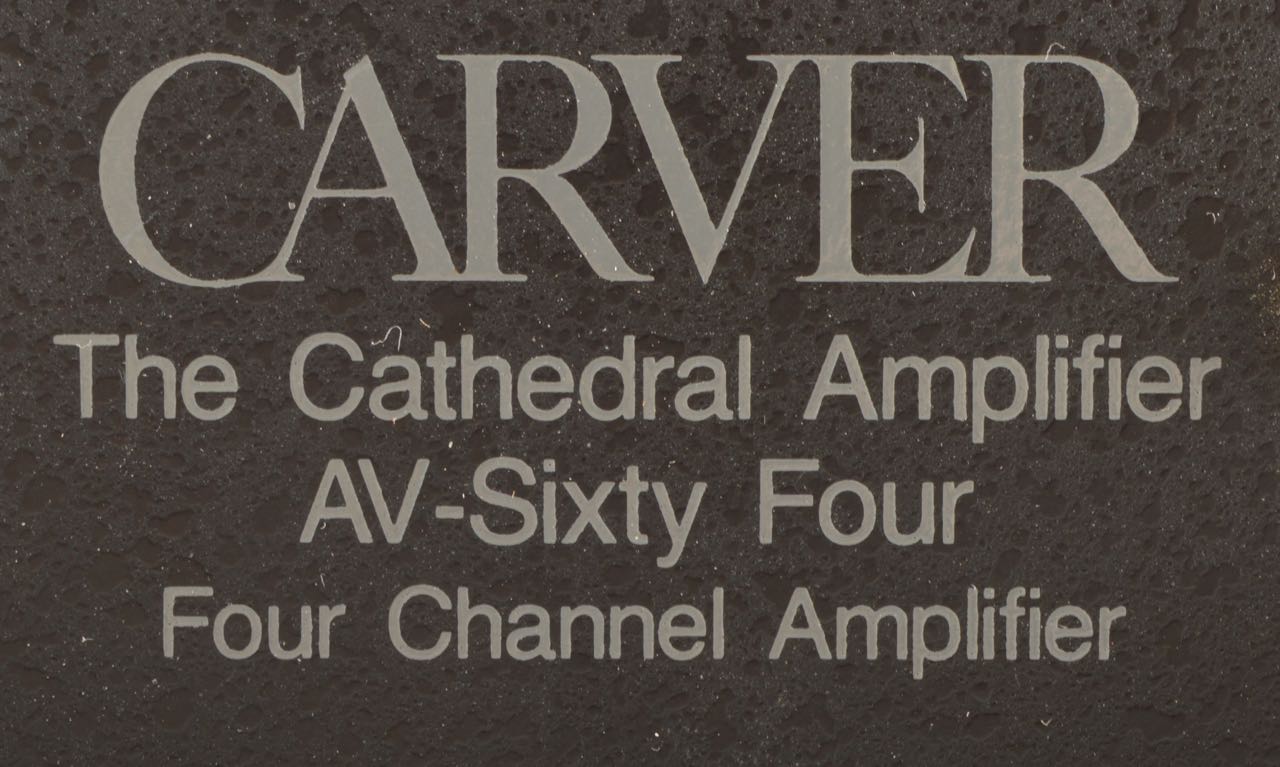 CARVER
The Cathedral Amplifier
AV-Sixty Four
Four Channel Amplifier